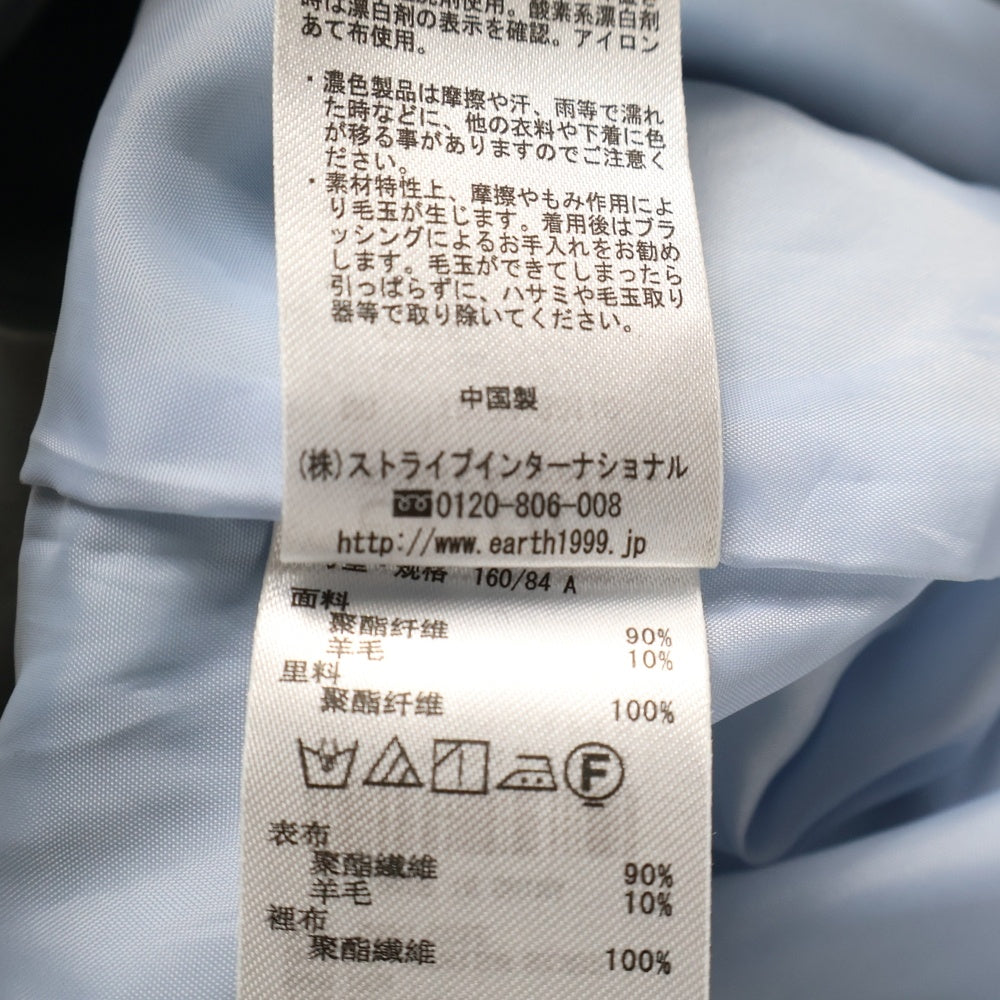 時は漂白剤の表示を確認。酸素系漂白剤
あて布使用。アイロン
・濃色製品は摩擦や汗、雨等で濡れ
た時などに、他の衣料や下着に色
が移る事がありますのでご注意く
ださい。
・素材特性上、摩擦やもみ作用によ
り毛玉が生じます。着用後はブラ
ッシングによるお手入れをお勧め
します。毛玉ができてしまったら
引っぱらずに、ハサミや毛玉取り
器等で取り除いてください。
中国製
(株)ストライプインターナショナル
0120-806-008
http://www.earth1999.jp
规格 160/84 A
面料
聚酯纤维 90%
羊毛 10%
里料
聚酯纤维 100%
F
表布
聚酯纖維 90%
羊毛 10%
裡布
聚酯纖維 100%